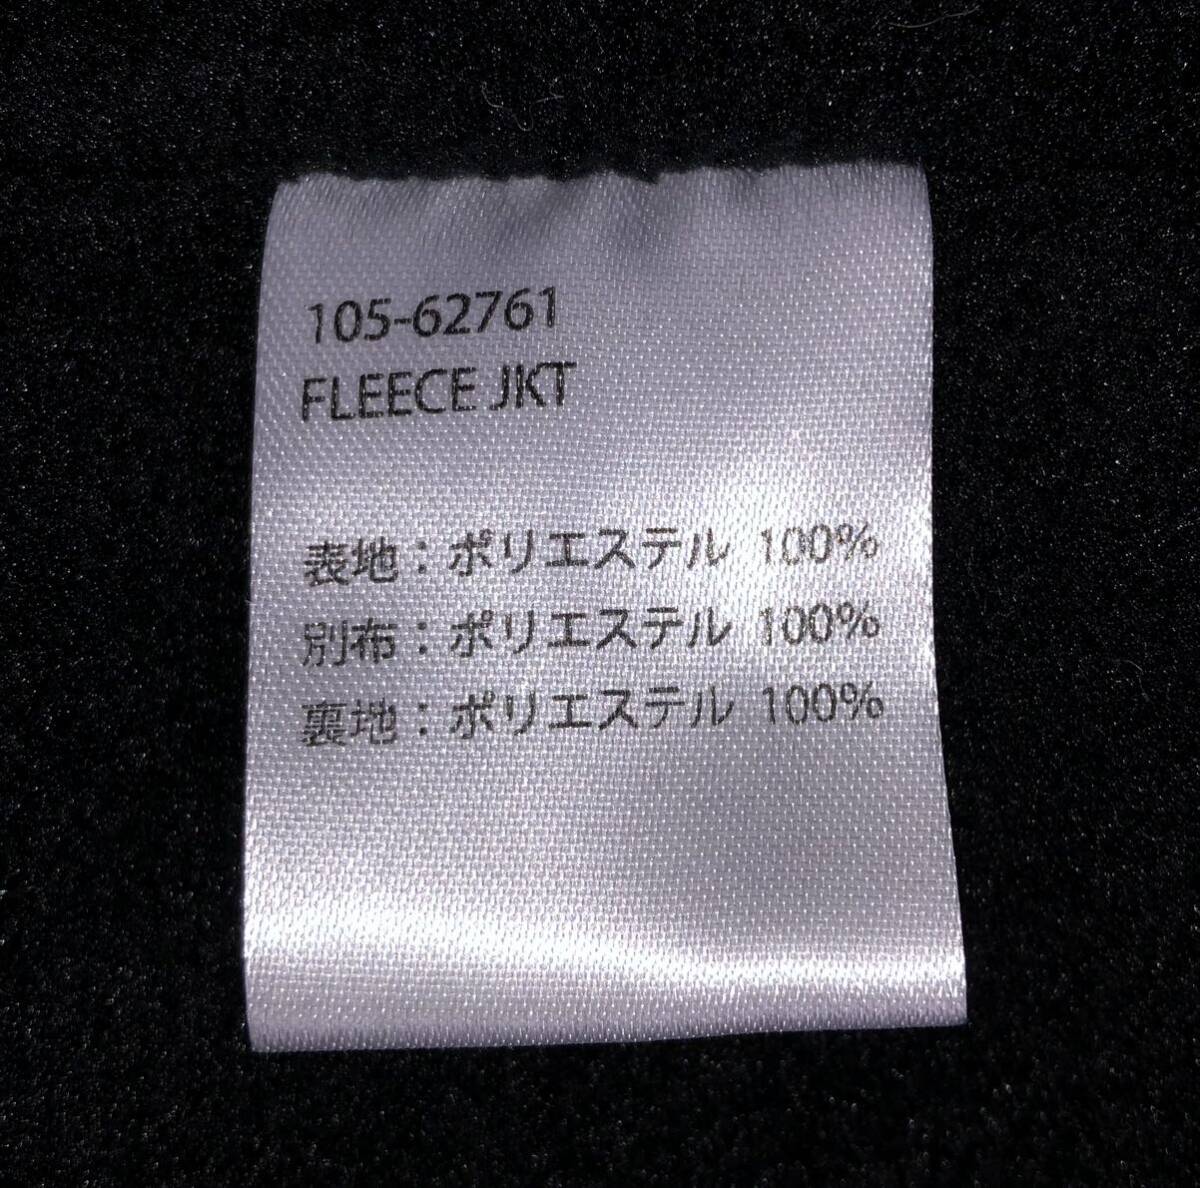 105-62761
FLEECE JKT
表地：ポリエステル 100%
別布：ポリエステル 100%
裏地：ポリエステル 100%